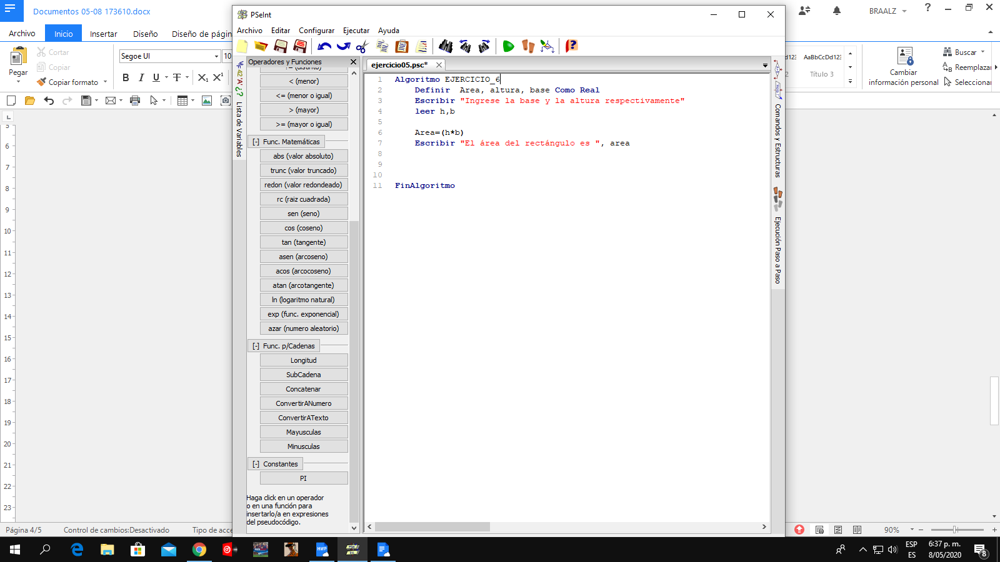 Documentos 05-08 173610.docx
PSeInt
BRAALZ
Archivo Inicio Insertar Diseño Diseño de págin
Archivo Editar Configurar Ejecutar Ayuda
Pegar
Cortar
Copiar
Copiar formato
Segoe UI 10
B I U T X₁ X¹
AaBbCcDd123
Título 3
Cambiar
información personal
Buscar
Reemplazar
Seleccionar
Operadores y Funciones
< (menor)
<= (menor o igual)
> (mayor)
>= (mayor o igual)
[-] Func. Matemáticas
abs (valor absoluto)
trunc (valor truncado)
redon (valor redondeado)
rc (raiz cuadrada)
sen (seno)
cos (coseno)
tan (tangente)
asen (arcoseno)
acos (arcocoseno)
atan (arcotangente)
ln (logaritmo natural)
exp (func. exponencial)
azar (numero aleatorio)
[-] Func. p/Cadenas
Longitud
SubCadena
Concatenar
ConvertirANumero
ConvertirATexto
Mayusculas
Minusculas
[-] Constantes
PI
Haga click en un operador
o en una función para
insertarlo/a en expresiones
del pseudocódigo.
Lista de Variables
ejercicio05.psc*
1 Algoritmo EJERCICIO_6
2 Definir Area, altura, base Como Real
3 Escribir "Ingrese la base y la altura respectivamente"
4 leer h,b
5
6 Area=(h*b)
7 Escribir "El área del rectángulo es ", area
8
9
10
11 FinAlgoritmo
Comandos y Estructuras
Ejecución Paso a Paso
5
6
7
8
9
10
11
12
13
14
15
16
17
18
19
20
21
22
23
Página 4/5 Control de cambios:Desactivado Tipo de acce
90%
HWP
ESP
ES
6:37 p. m.
8/05/2020
8